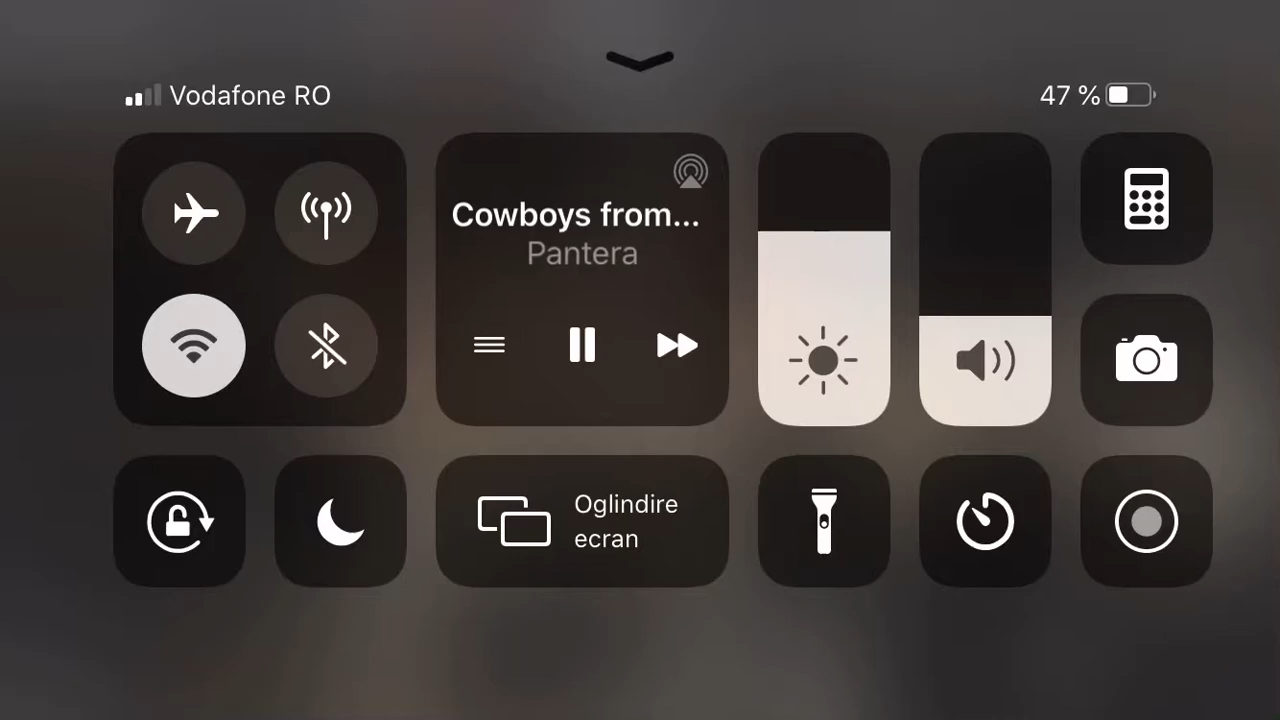 Vodafone RO
47 %
Cowboys from...
Pantera
Oglindire
ecran